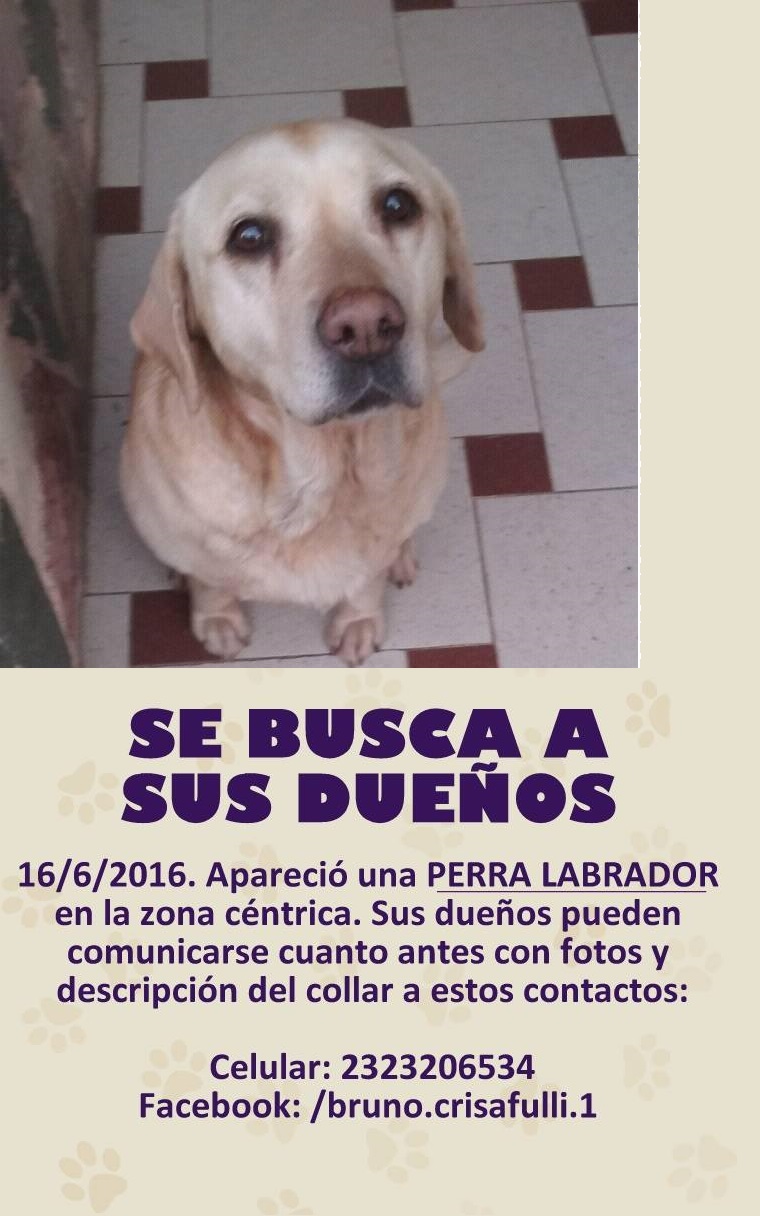 SE BUSCA A
SUS DUEÑOS
16/6/2016. Apareció una PERRA LABRADOR
en la zona céntrica. Sus dueños pueden
comunicarse cuanto antes con fotos y
descripción del collar a estos contactos:
Celular: 2323206534
Facebook: /bruno.crisafulli.1